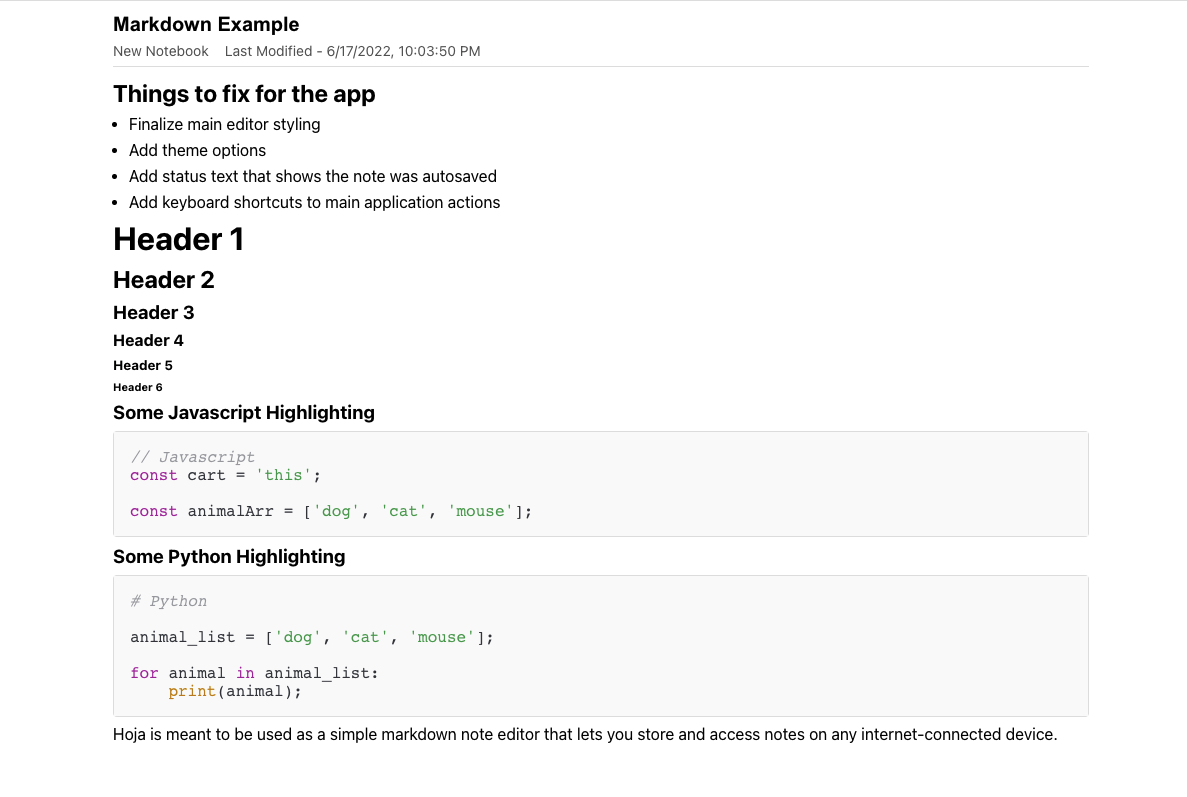 Markdown Example
New Notebook Last Modified - 6/17/2022, 10:03:50 PM
Things to fix for the app
• Finalize main editor styling
• Add theme options
• Add status text that shows the note was autosaved
• Add keyboard shortcuts to main application actions
Header 1
Header 2
Header 3
Header 4
Header 5
Header 6
Some Javascript Highlighting
// Javascript
const cart = 'this';
const animalArr = ['dog', 'cat', 'mouse'];
Some Python Highlighting
# Python
animal_list = ['dog', 'cat', 'mouse'];
for animal in animal_list:
    print(animal);
Hoja is meant to be used as a simple markdown note editor that lets you store and access notes on any internet-connected device.